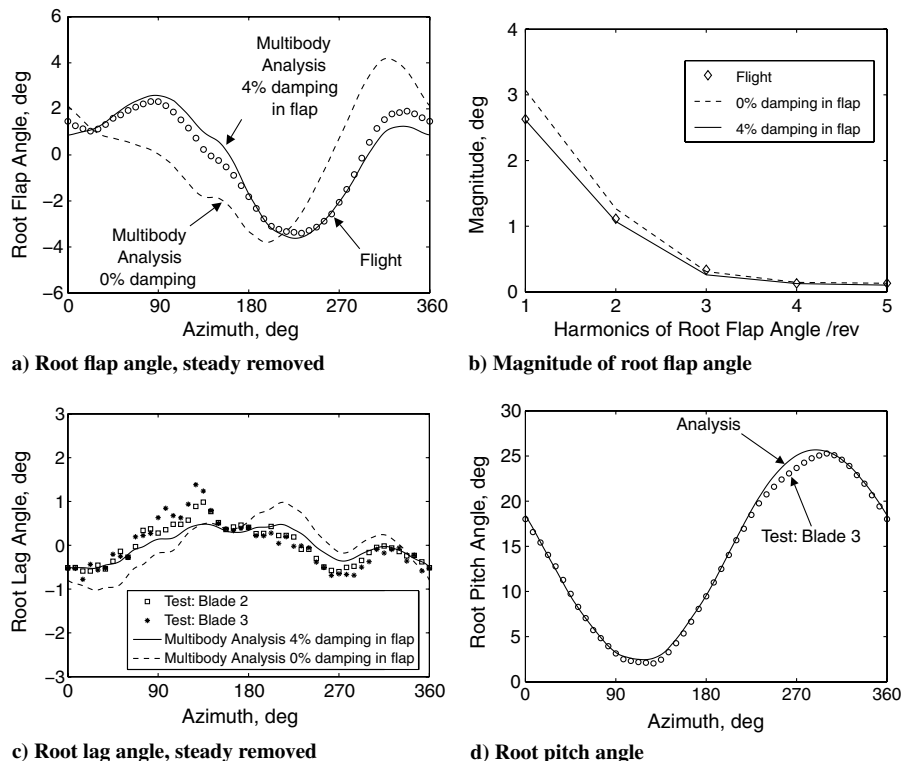 6
4
2
0
-2
-4
-6
Root Flap Angle, deg
Multibody
Analysis
4% damping
in flap
Multibody
Analysis
0% damping
Flight
0 90 180 270 360
Azimuth, deg
a) Root flap angle, steady removed
4
3
2
1
0
Magnitude, deg
Flight
0% damping in flap
4% damping in flap
1 2 3 4 5
Harmonics of Root Flap Angle /rev
b) Magnitude of root flap angle
3
2
1
0
-1
-2
-3
Root Lag Angle, deg
Test: Blade 2
Test: Blade 3
Multibody Analysis 4% damping in flap
Multibody Analysis 0% damping in flap
0 90 180 270 360
Azimuth, deg
c) Root lag angle, steady removed
30
25
20
15
10
5
0
Root Pitch Angle, deg
Analysis
Test: Blade 3
0 90 180 270 360
Azimuth, deg
d) Root pitch angle